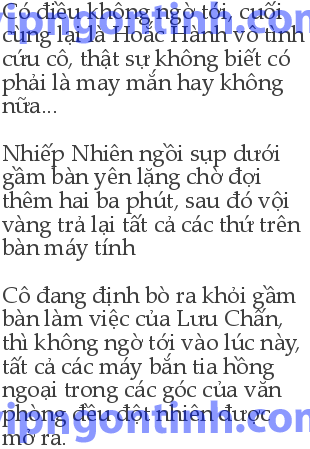 Có điều không ngờ tới, cuối
cùng lại là Hoắc Hành vô tình
cứu cô, thật sự không biết có
phải là may mắn hay không
nữa...
Nhiếp Nhiên ngồi sụp dưới
gầm bàn yên lặng chờ đợi
thêm hai ba phút, sau đó vội
vàng trả lại tất cả các thứ trên
bàn máy tính
Cô đang định bò ra khỏi gầm
bàn làm việc của Lưu Chấn,
thì không ngờ tới vào lúc này,
tất cả các máy bắn tia hồng
ngoại trong các góc của văn
phòng đều đột nhiên được
mở ra.